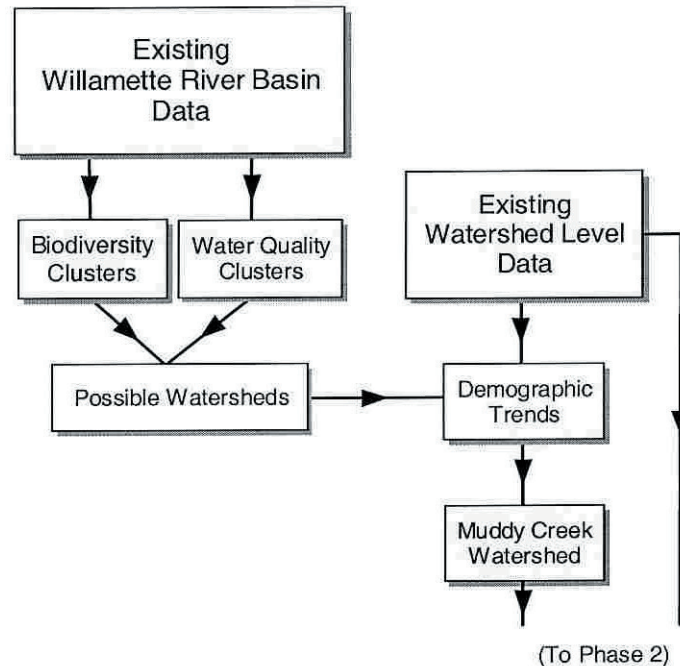 Existing
Willamette River Basin
Data
Biodiversity
Clusters
Water Quality
Clusters
Existing
Watershed Level
Data
Possible Watersheds
Demographic
Trends
Muddy Creek
Watershed
(To Phase 2)